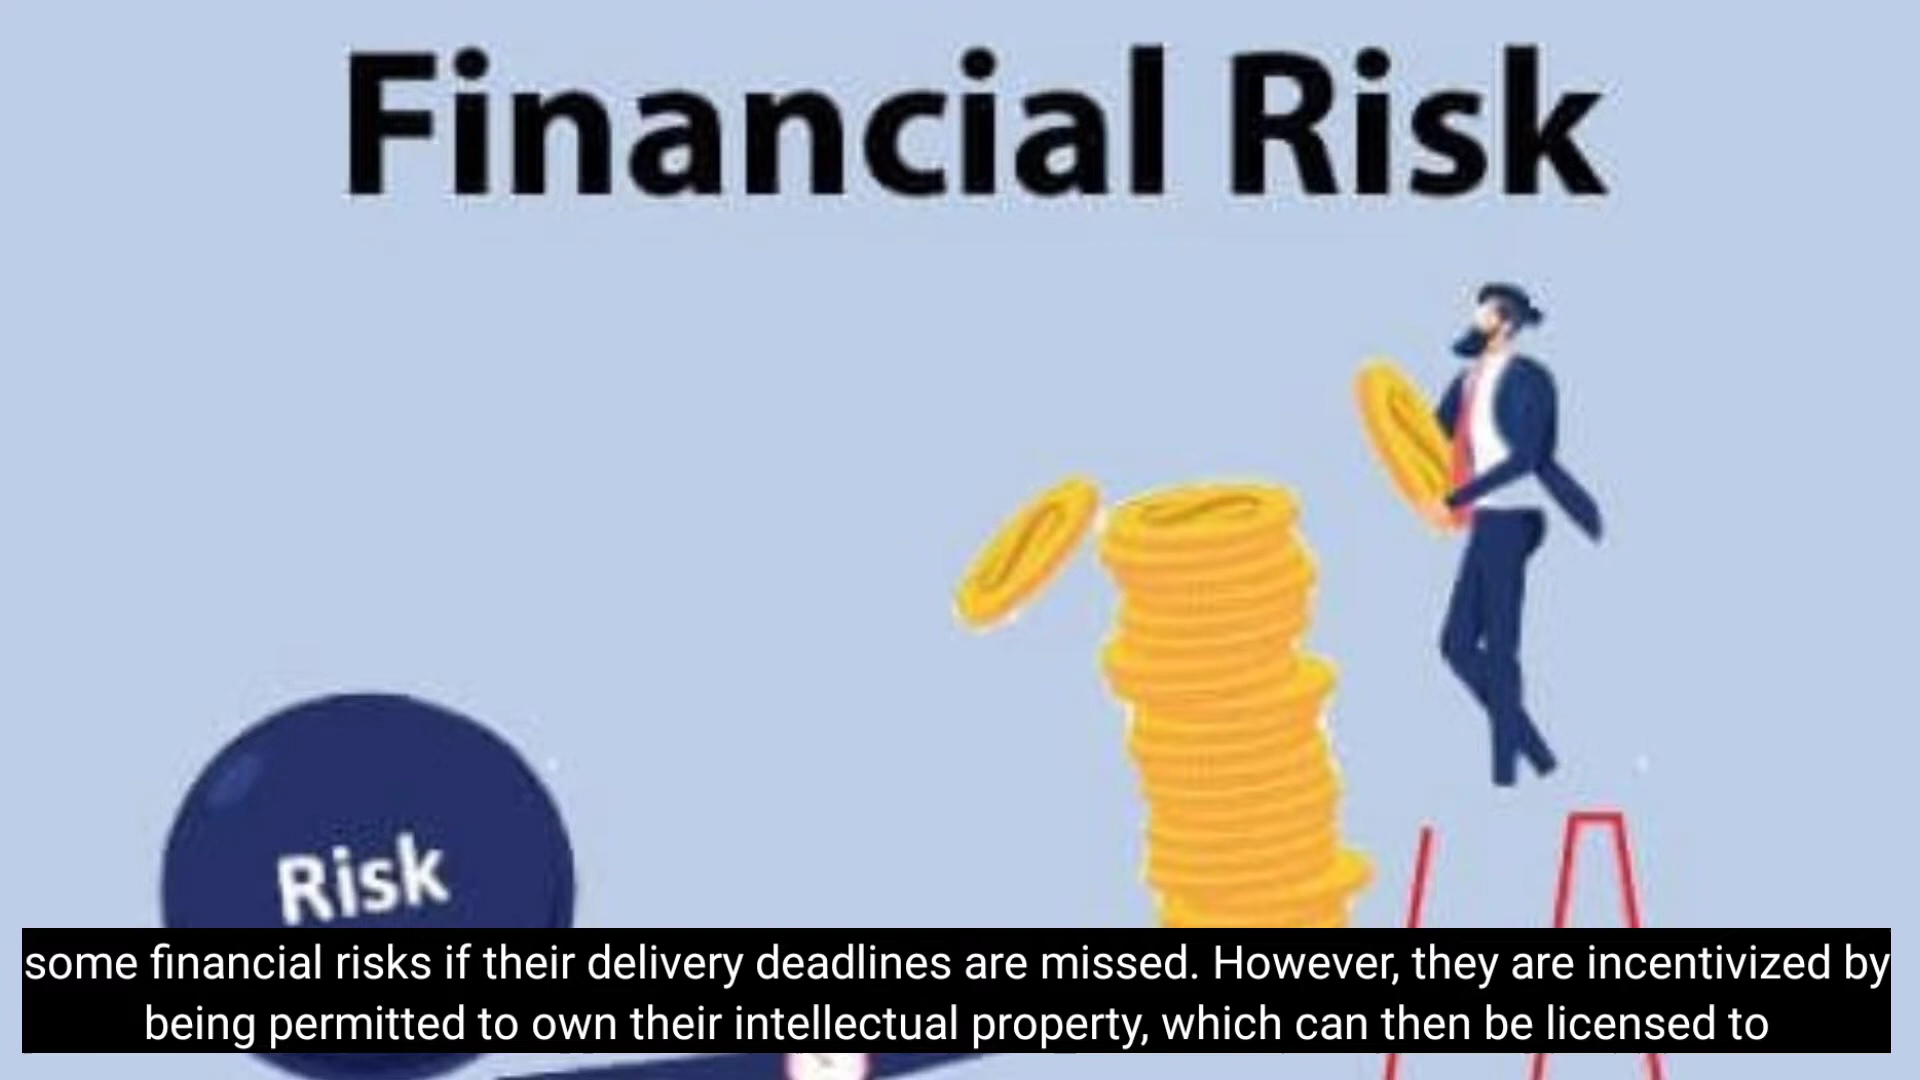 Financial Risk
Risk
some financial risks if their delivery deadlines are missed. However, they are incentivized by
being permitted to own their intellectual property, which can then be licensed to